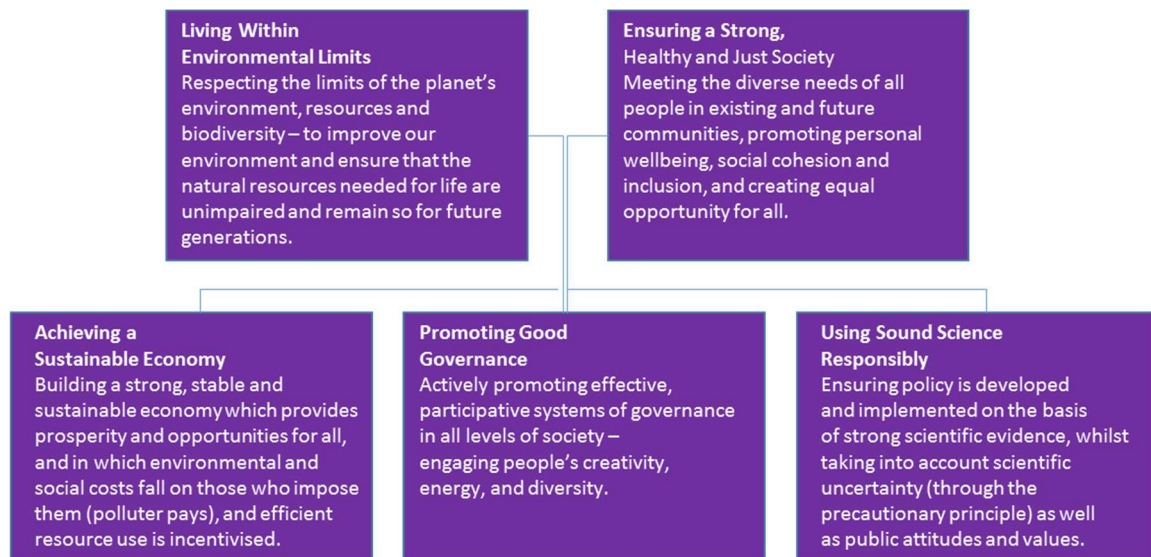 Living Within
Environmental Limits
Respecting the limits of the planet’s
environment, resources and
biodiversity – to improve our
environment and ensure that the
natural resources needed for life are
unimpaired and remain so for future
generations.
Ensuring a Strong,
Healthy and Just Society
Meeting the diverse needs of all
people in existing and future
communities, promoting personal
wellbeing, social cohesion and
inclusion, and creating equal
opportunity for all.
Achieving a
Sustainable Economy
Building a strong, stable and
sustainable economy which provides
prosperity and opportunities for all,
and in which environmental and
social costs fall on those who impose
them (polluter pays), and efficient
resource use is incentivised.
Promoting Good
Governance
Actively promoting effective,
participative systems of governance
in all levels of society –
engaging people’s creativity,
energy, and diversity.
Using Sound Science
Responsibly
Ensuring policy is developed
and implemented on the basis
of strong scientific evidence, whilst
taking into account scientific
uncertainty (through the
precautionary principle) as well
as public attitudes and values.